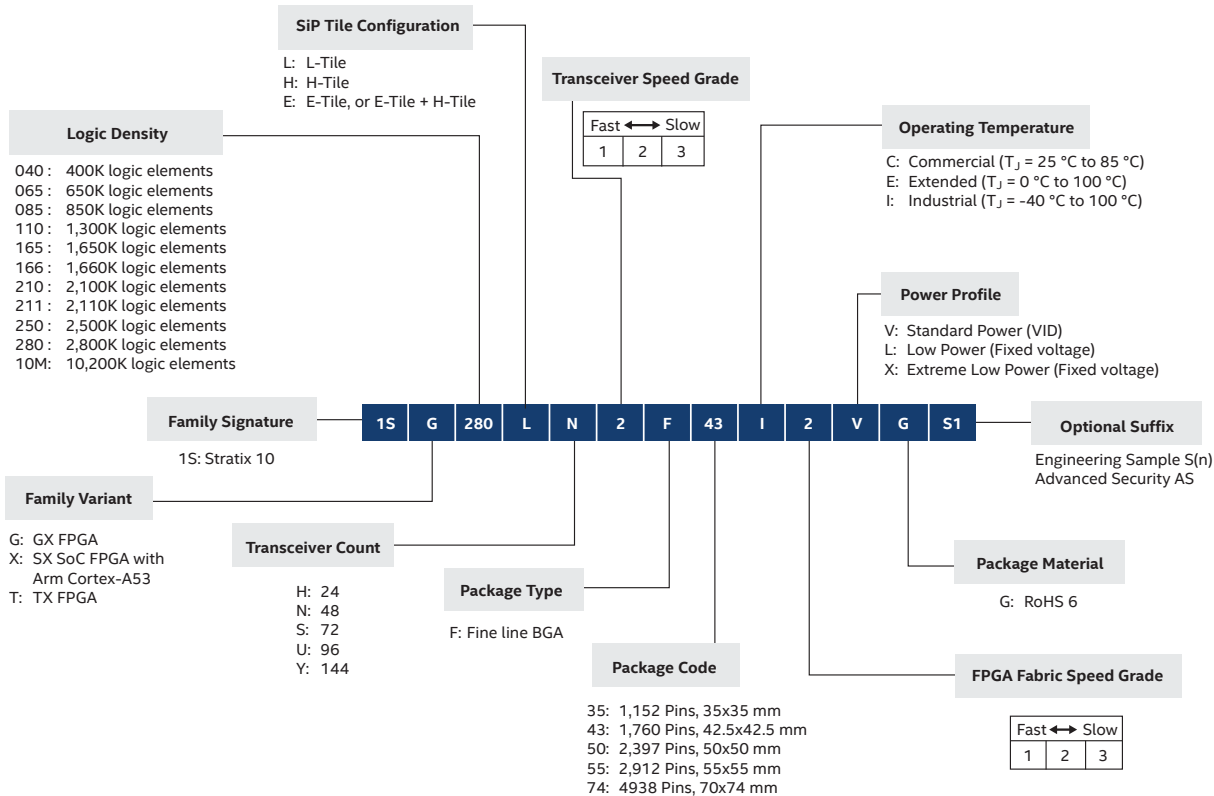 SiP Tile Configuration
L: L-Tile
H: H-Tile
E: E-Tile, or E-Tile + H-Tile
Transceiver Speed Grade
Fast ⟷ Slow
1 2 3
Logic Density
040 : 400K logic elements
065 : 650K logic elements
085 : 850K logic elements
110 : 1,300K logic elements
165 : 1,650K logic elements
166 : 1,660K logic elements
210 : 2,100K logic elements
211 : 2,110K logic elements
250 : 2,500K logic elements
280 : 2,800K logic elements
10M: 10,200K logic elements
Operating Temperature
C: Commercial (TJ = 25 °C to 85 °C)
E: Extended (TJ = 0 °C to 100 °C)
I: Industrial (TJ = -40 °C to 100 °C)
Power Profile
V: Standard Power (VID)
L: Low Power (Fixed voltage)
X: Extreme Low Power (Fixed voltage)
Family Signature
1S: Stratix 10
1S G 280 L N 2 F 43 I 2 V G S1
Optional Suffix
Engineering Sample S(n)
Advanced Security AS
Family Variant
G: GX FPGA
X: SX SoC FPGA with
Arm Cortex-A53
T: TX FPGA
Transceiver Count
H: 24
N: 48
S: 72
U: 96
Y: 144
Package Type
F: Fine line BGA
Package Code
35: 1,152 Pins, 35x35 mm
43: 1,760 Pins, 42.5x42.5 mm
50: 2,397 Pins, 50x50 mm
55: 2,912 Pins, 55x55 mm
74: 4938 Pins, 70x74 mm
Package Material
G: RoHS 6
FPGA Fabric Speed Grade
Fast ⟷ Slow
1 2 3